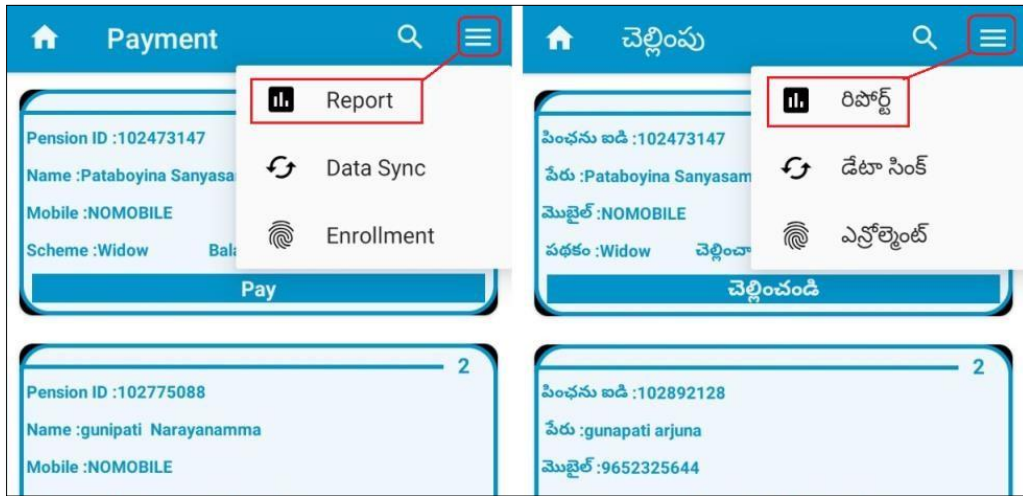 Payment
Report
Data Sync
Enrollment
Pension ID :102473147
Name :Pataboyina Sanyasa
Mobile :NOMOBILE
Scheme :Widow Bala
Pay
2
Pension ID :102775088
Name :gunipati Narayanamma
Mobile :NOMOBILE
చెల్లింపు
రిపోర్ట్
డేటా సింక్
ఎన్రోల్మెంట్
పింఛను ఐడి :102473147
పేరు :Pataboyina Sanyasam
మొబైల్ :NOMOBILE
పథకం :Widow చెల్లించా
చెల్లించండి
2
పింఛను ఐడి :102892128
పేరు :gunapati arjuna
మొబైల్ :9652325644